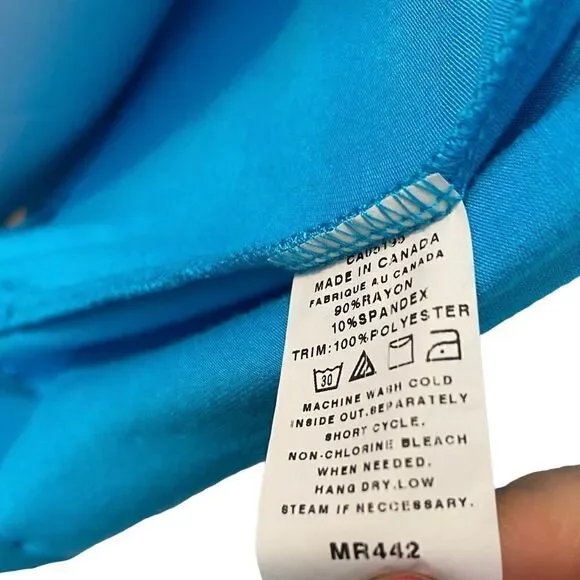 MADE IN CANADA
FABRIQUE AU CANADA
90%RAYON
10%SPANDEX
TRIM:100%POLYESTER
30
MACHINE WASH COLD
INSIDE OUT.SEPARATELY
SHORT CYCLE,
NON-CHLORINE BLEACH
WHEN NEEDED.
HANG DRY.LOW
STEAM IF NECCESSARY.
MR442